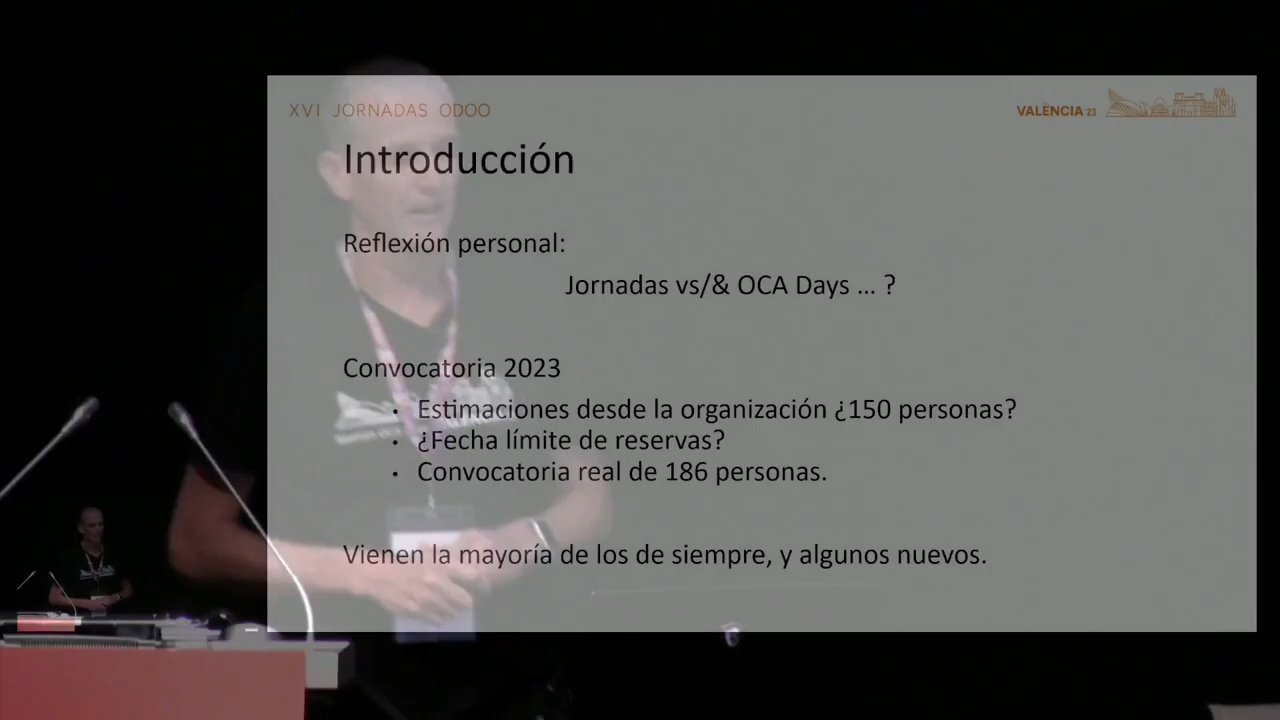 XVI JORNADAS ODOO
VALÈNCIA '23
Introducción
Reflexión personal:
Jornadas vs/& OCA Days ... ?
Convocatoria 2023
• Estimaciones desde la organización ¿150 personas?
• ¿Fecha límite de reservas?
• Convocatoria real de 186 personas.
Vienen la mayoría de los de siempre, y algunos nuevos.